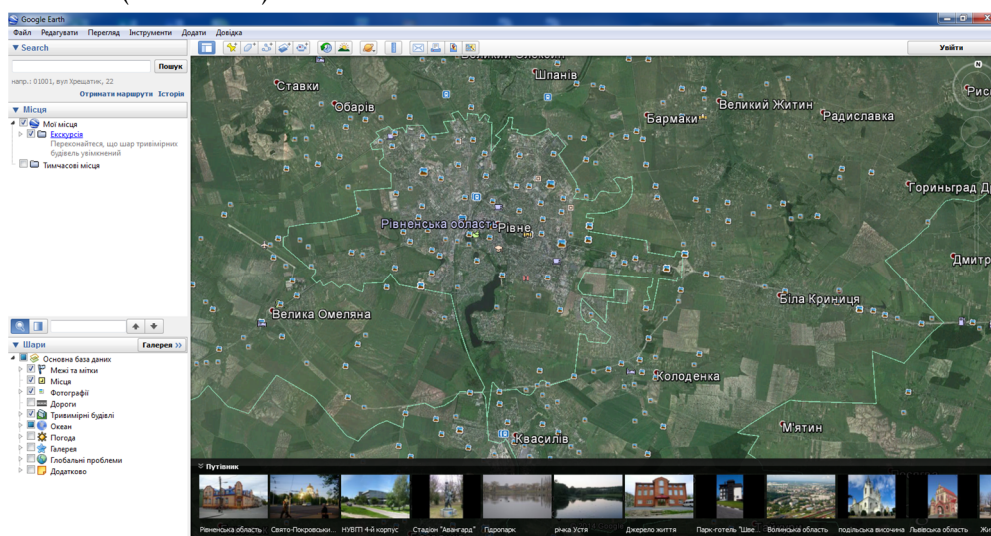 Google Earth
Файл Редагувати Перегляд Інструменти Додати Довідка
Search
Увійти
Пошук
напр.: 01001, вул Хрещатик, 22
Отримати маршрути Історія
Місця
Мої місця
Екскурсія
Переконайтеся, що шар тривимірних
будівель увімкнений
Тимчасові місця
Шпанів
Ставки
Обарів
Великий Житин
Бармаки
Радиславка
Гориньград
Рівненська область
Рівне
Дмитр
Біла Криниця
Велика Омеляна
Колоденка
М'ятин
Квасилів
Шари
Галерея >>
Основна база даних
Межі та мітки
Місця
Фотографії
Дороги
Тривимірні будівлі
Океан
Погода
Галерея
Глобальні проблеми
Додатково
Путівник
Рівненська область Свято-Покровськи... НУВГП 4-й корпус Стадіон "Авангард" Гідропарк річка Устя Джерело життя Парк-готель "Шве Волинська область подільська височина Львівська область